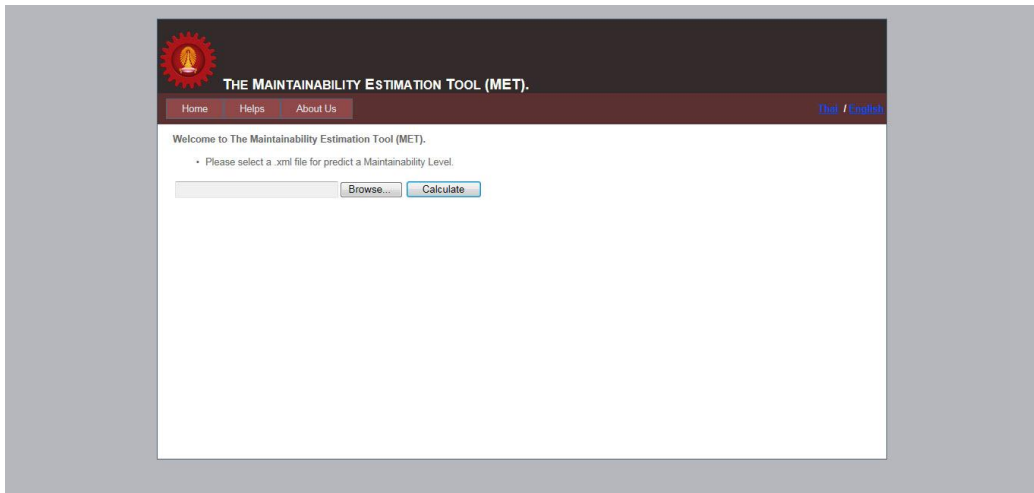 THE MAINTAINABILITY ESTIMATION TOOL (MET).
Home Helps About Us Thai / English
Welcome to The Maintainability Estimation Tool (MET).
• Please select a .xml file for predict a Maintainability Level.
Browse... Calculate